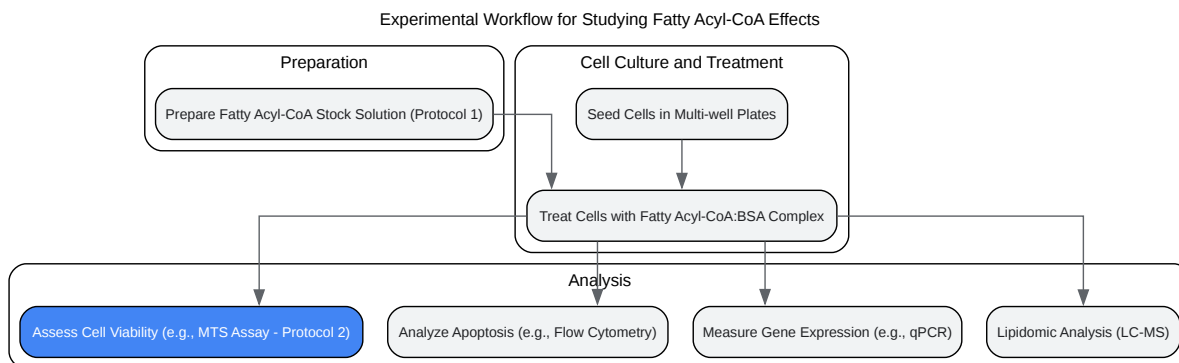 Experimental Workflow for Studying Fatty Acyl-CoA Effects
Preparation
Cell Culture and Treatment
Prepare Fatty Acyl-CoA Stock Solution (Protocol 1)
Seed Cells in Multi-well Plates
Treat Cells with Fatty Acyl-CoA:BSA Complex
Analysis
Assess Cell Viability (e.g., MTS Assay - Protocol 2)
Analyze Apoptosis (e.g., Flow Cytometry)
Measure Gene Expression (e.g., qPCR)
Lipidomic Analysis (LC-MS)